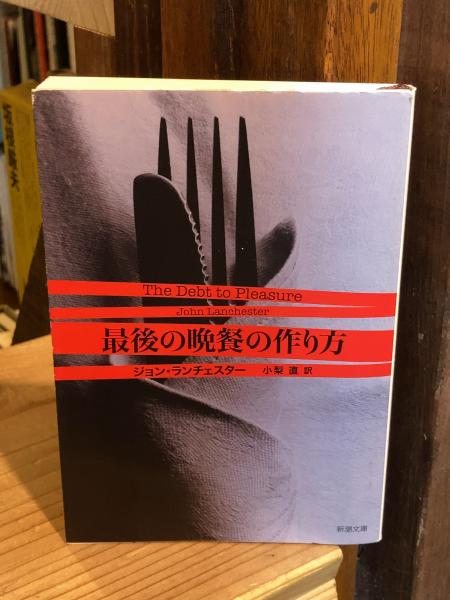 The Debt to Pleasure
John Lanchester
最後の晩餐の作り方
ジョン・ランチェスター 小梨 直 訳
新潮文庫